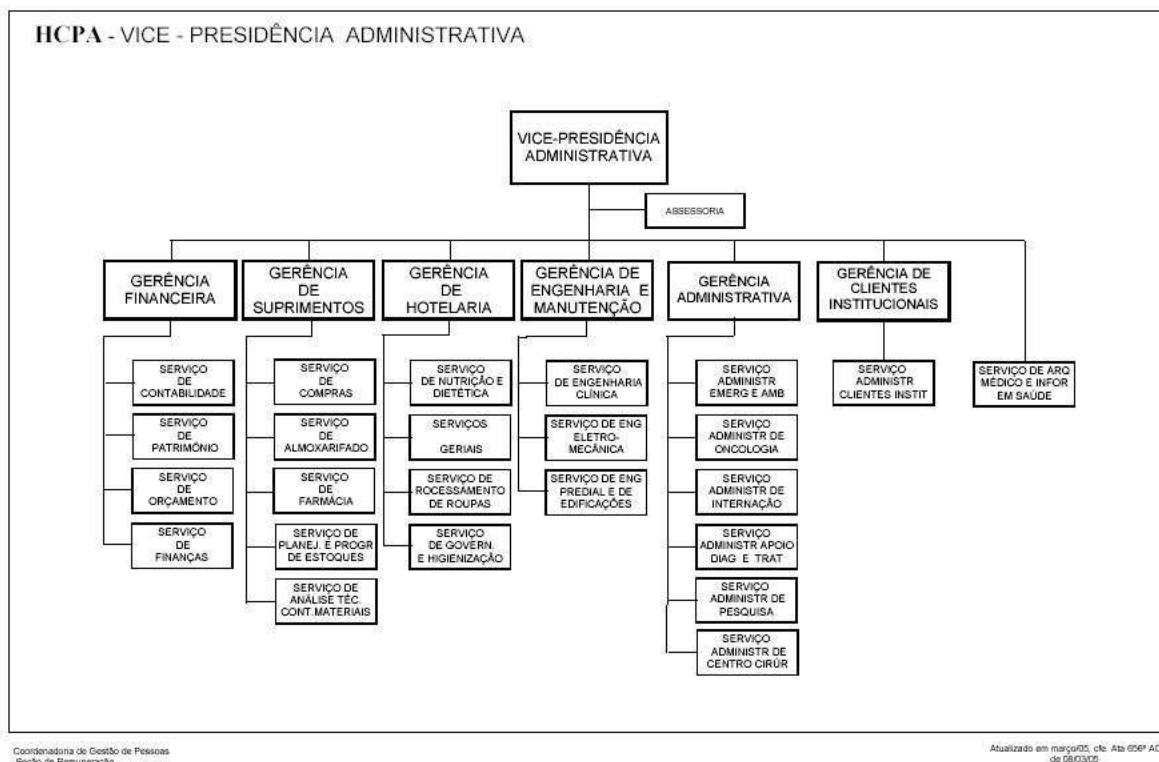 HCPA - VICE - PRESIDÊNCIA ADMINISTRATIVA
VICE-PRESIDÊNCIA
ADMINISTRATIVA
ASSESSORIA
GERÊNCIA
FINANCEIRA
GERÊNCIA
DE
SUPRIMENTOS
GERÊNCIA
DE
HOTELARIA
GERÊNCIA DE
ENGENHARIA E
MANUTENÇÃO
GERÊNCIA
ADMINISTRATIVA
GERÊNCIA DE
CLIENTES
INSTITUCIONAIS
SERVIÇO
DE
CONTABILIDADE
SERVIÇO
DE
PATRIMÔNIO
SERVIÇO
DE
ORÇAMENTO
SERVIÇO
DE
FINANÇAS
SERVIÇO
DE
COMPRAS
SERVIÇO
DE
ALMOXARIFADO
SERVIÇO
DE
FARMÁCIA
SERVIÇO DE
PLANEJ. E PROGR
DE ESTOQUES
SERVIÇO DE
ANÁLISE TÉC.
CONT.MATERIAIS
SERVIÇO
DE NUTRIÇÃO E
DIETÉTICA
SERVIÇOS
GERIAIS
SERVIÇO DE
ROCESSAMENTO
DE ROUPAS
SERVIÇO
DE GOVERN.
E HIGIENIZAÇÃO
SERVIÇO
DE ENGENHARIA
CLÍNICA
SERVIÇO DE ENG
ELETRO-
MECÂNICA
SERVIÇO DE ENG
PREDIAL E DE
EDIFICAÇÕES
SERVIÇO
ADMINISTR
EMERG E AMB
SERVIÇO
ADMINISTR DE
ONCOLOGIA
SERVIÇO
ADMINISTR DE
INTERNAÇÃO
SERVIÇO
ADMINISTR APOIO
DIAG E TRAT
SERVIÇO
ADMINISTR DE
PESQUISA
SERVIÇO
ADMINISTR DE
CENTRO CIRÚR
SERVIÇO
ADMINISTR
CLIENTES INSTIT
SERVIÇO DE ARQ
MÉDICO E INFOR
EM SAÚDE
Coordenadoria de Gestão de Pessoas
Seção de Remuneração
Atualizado em março/05, cfe. Ata 656ª AC
de 08/03/05